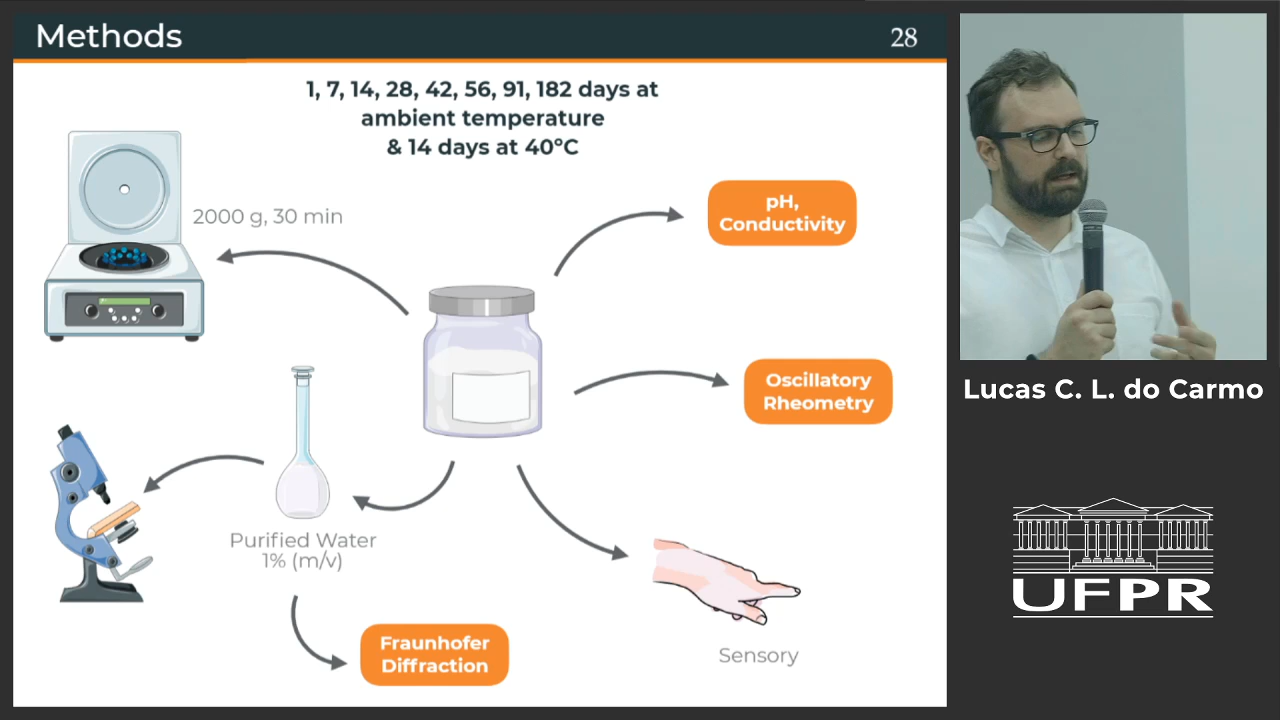 Methods
28
1, 7, 14, 28, 42, 56, 91, 182 days at
ambient temperature
& 14 days at 40ºC
2000 g, 30 min
pH,
Conductivity
Oscillatory
Rheometry
Purified Water
1% (m/v)
Fraunhofer
Diffraction
Sensory
Lucas C. L. do Carmo
UFPR